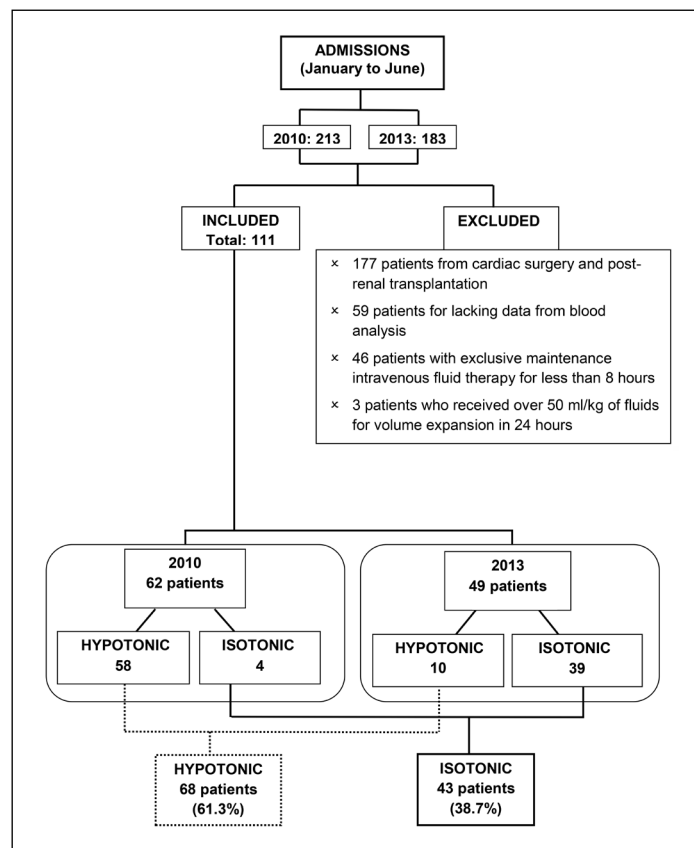 ADMISSIONS
(January to June)
2010: 213
2013: 183
INCLUDED
Total: 111
EXCLUDED
× 177 patients from cardiac surgery and post-
renal transplantation
× 59 patients for lacking data from blood
analysis
× 46 patients with exclusive maintenance
intravenous fluid therapy for less than 8 hours
× 3 patients who received over 50 ml/kg of fluids
for volume expansion in 24 hours
2010
62 patients
HYPOTONIC
58
ISOTONIC
4
2013
49 patients
HYPOTONIC
10
ISOTONIC
39
HYPOTONIC
68 patients
(61.3%)
ISOTONIC
43 patients
(38.7%)